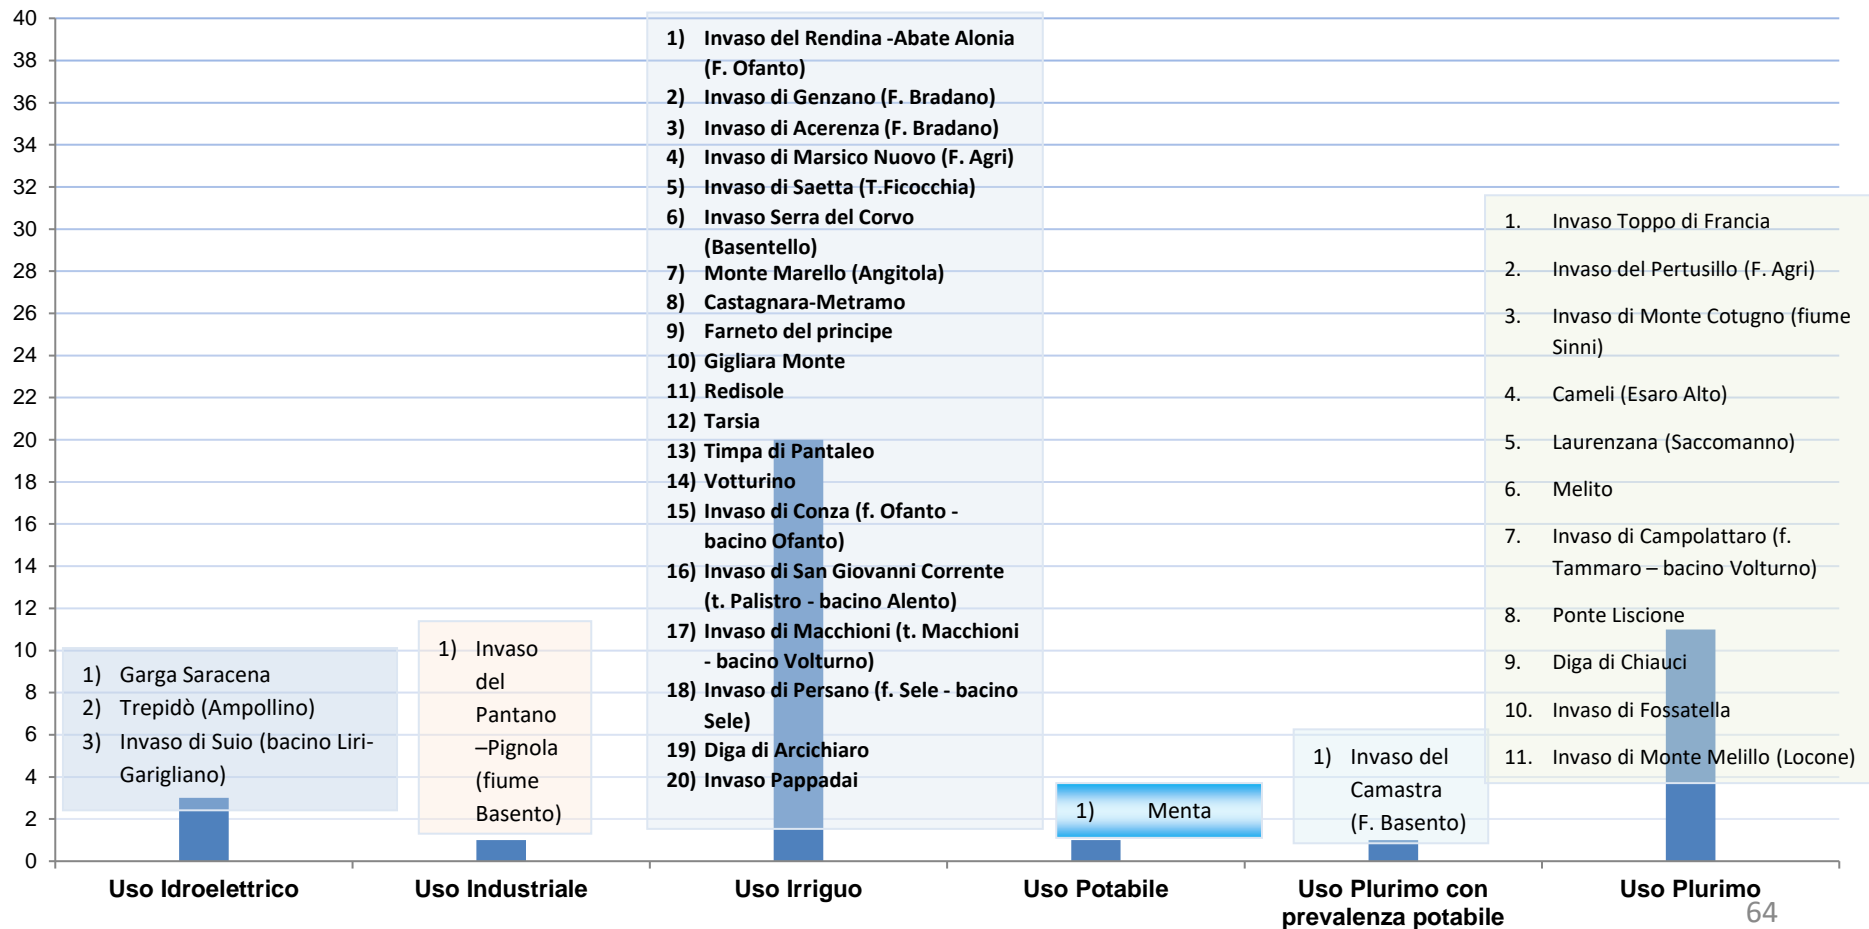 40
38
36
34
32
30
28
26
24
22
20
18
16
14
12
10
8
6
4
2
0
1) Garga Saracena
2) Trepidò (Ampollino)
3) Invaso di Suio (bacino Liri-
Garigliano)
1) Invaso
del
Pantano
–Pignola
(fiume
Basento)
1) Invaso del Rendina -Abate Alonia
(F. Ofanto)
2) Invaso di Genzano (F. Bradano)
3) Invaso di Acerenza (F. Bradano)
4) Invaso di Marsico Nuovo (F. Agri)
5) Invaso di Saetta (T.Ficocchia)
6) Invaso Serra del Corvo
(Basentello)
7) Monte Marello (Angitola)
8) Castagnara-Metramo
9) Farneto del principe
10) Gigliara Monte
11) Redisole
12) Tarsia
13) Timpa di Pantaleo
14) Votturino
15) Invaso di Conza (f. Ofanto -
bacino Ofanto)
16) Invaso di San Giovanni Corrente
(t. Palistro - bacino Alento)
17) Invaso di Macchioni (t. Macchioni
- bacino Volturno)
18) Invaso di Persano (f. Sele - bacino
Sele)
19) Diga di Arcichiaro
20) Invaso Pappadai
1) Menta
1) Invaso del
Camastra
(F. Basento)
1. Invaso Toppo di Francia
2. Invaso del Pertusillo (F. Agri)
3. Invaso di Monte Cotugno (fiume
Sinni)
4. Cameli (Esaro Alto)
5. Laurenzana (Saccomanno)
6. Melito
7. Invaso di Campolattaro (f.
Tammaro – bacino Volturno)
8. Ponte Liscione
9. Diga di Chiauci
10. Invaso di Fossatella
11. Invaso di Monte Melillo (Locone)
Uso Idroelettrico
Uso Industriale
Uso Irriguo
Uso Potabile
Uso Plurimo con
prevalenza potabile
Uso Plurimo
64